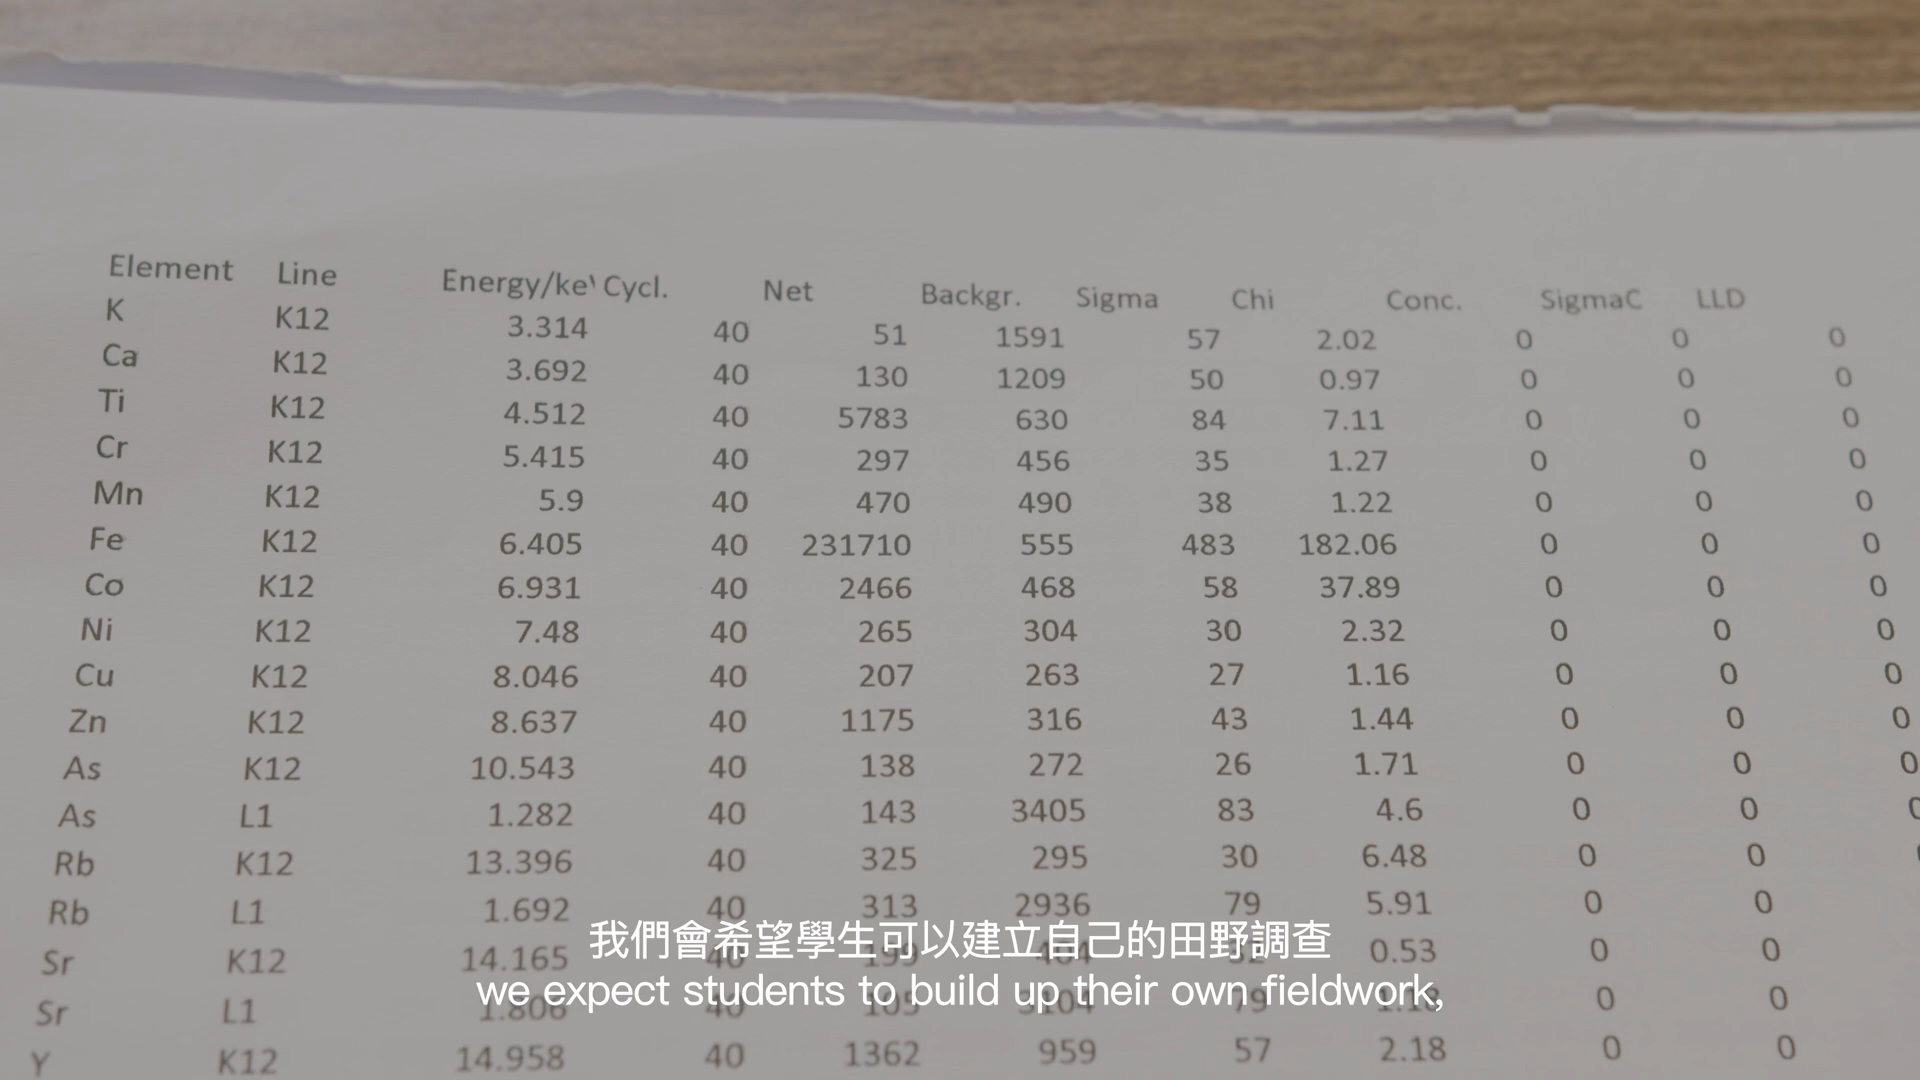 Element Line Energy/keV Cycl. Net Backgr. Sigma Chi Conc. SigmaC LLD
K K12 3.314 40 51 1591 57 2.02 0 0 0
Ca K12 3.692 40 130 1209 50 0.97 0 0 0
Ti K12 4.512 40 5783 630 84 7.11 0 0 0
Cr K12 5.415 40 297 456 35 1.27 0 0 0
Mn K12 5.9 40 470 490 38 1.22 0 0 0
Fe K12 6.405 40 231710 555 483 182.06 0 0 0
Co K12 6.931 40 2466 468 58 37.89 0 0 0
Ni K12 7.48 40 265 304 30 2.32 0 0 0
Cu K12 8.046 40 207 263 27 1.16 0 0 0
Zn K12 8.637 40 1175 316 43 1.44 0 0 0
As K12 10.543 40 138 272 26 1.71 0 0 0
As L1 1.282 40 143 3405 83 4.6 0 0 0
Rb K12 13.396 40 325 295 30 6.48 0 0
Rb L1 1.692 40 313 2936 79 5.91 0 0
我們會希望學生可以建立自己的田野調查
Sr K12 14.165 40 199 0.53 0 0
we expect students to build up their own fieldwork,
Sr L1 1.806 40 105 79 0 0
Y K12 14.958 40 1362 959 57 2.18 0 0